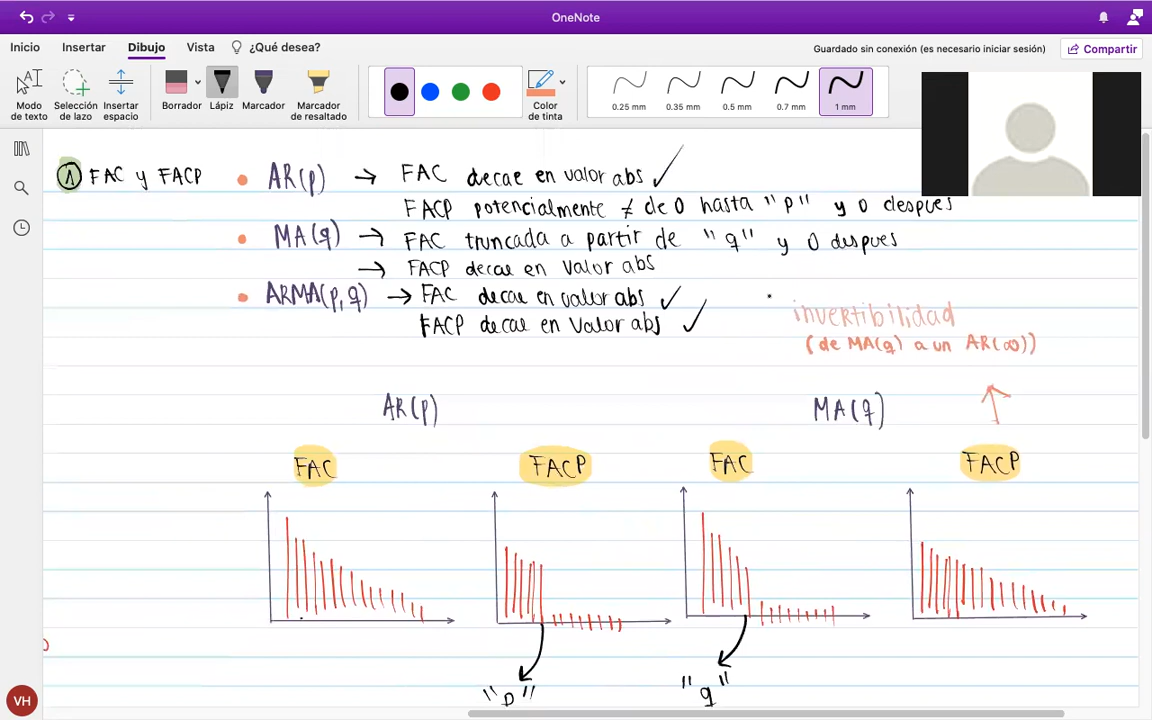 OneNote
Inicio Insertar Dibujo Vista ¿Qué desea?
Guardado sin conexión (es necesario iniciar sesión) Compartir
Modo de texto
Selección de lazo
Insertar espacio
Borrador
Lápiz
Marcador
Marcador de resaltado
Color de tinta
0.25 mm 0.35 mm 0.5 mm 0.7 mm 1 mm
1 FAC y FACP • AR(p) → FAC decae en valor abs ✓
FACP potencialmente ≠ de 0 hasta "p" y 0 despues
• MA(q) → FAC truncada a partir de "q" y 0 despues
→ FACP decae en valor abs
• ARMA(p,q) → FAC decae en valor abs ✓
FACP decae en valor abs ✓
invertibilidad
(de MA(q) a un AR(∞))
AR(p) MA(q)
FAC FACP FAC FACP
"p" "q"
VH